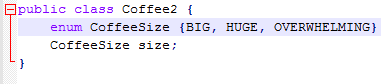 public class Coffee2 {
    enum CoffeeSize {BIG, HUGE, OVERWHELMING}
    CoffeeSize size;
}